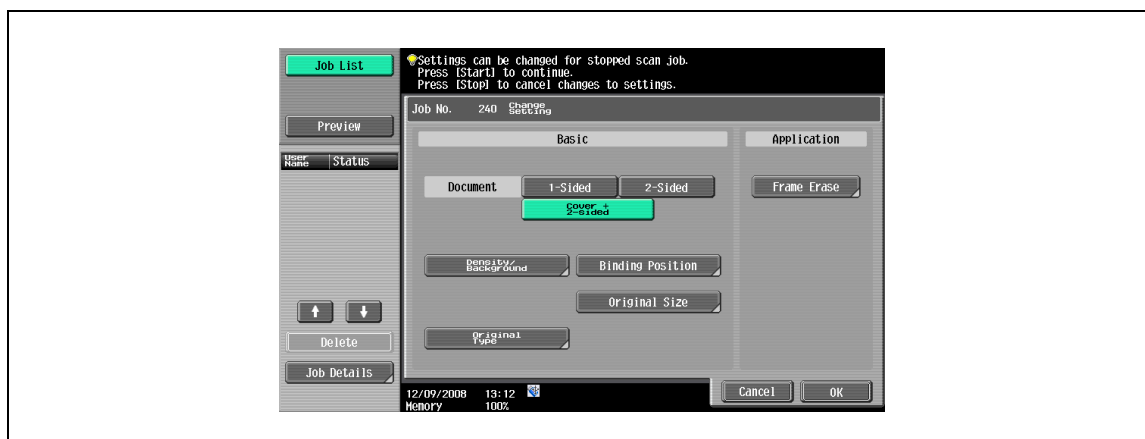 Job List
Settings can be changed for stopped scan job.
Press [Start] to continue.
Press [Stop] to cancel changes to settings.
Job No. 240 Change Setting
Preview
Basic
Application
User Name Status
Document 1-Sided 2-Sided
Frame Erase
Cover + 2-Sided
Density/ Background
Binding Position
Original Size
Original Type
Delete
Job Details
12/09/2008 13:12
Memory 100%
Cancel OK